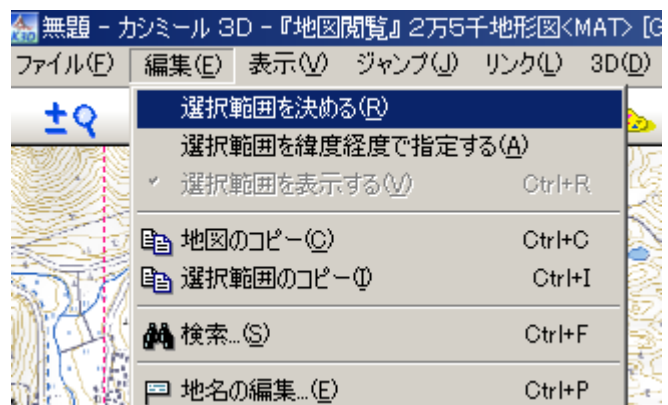 無題 - カシミール 3D - 『地図閲覧』 2万5千地形図<MAT> [G
ファイル(F) 編集(E) 表示(V) ジャンプ(J) リンク(L) 3D(D)
選択範囲を決める(R)
選択範囲を緯度経度で指定する(A)
選択範囲を表示する(V) Ctrl+R
地図のコピー(C) Ctrl+C
選択範囲のコピー(I) Ctrl+I
検索...(S) Ctrl+F
地名の編集...(E) Ctrl+P